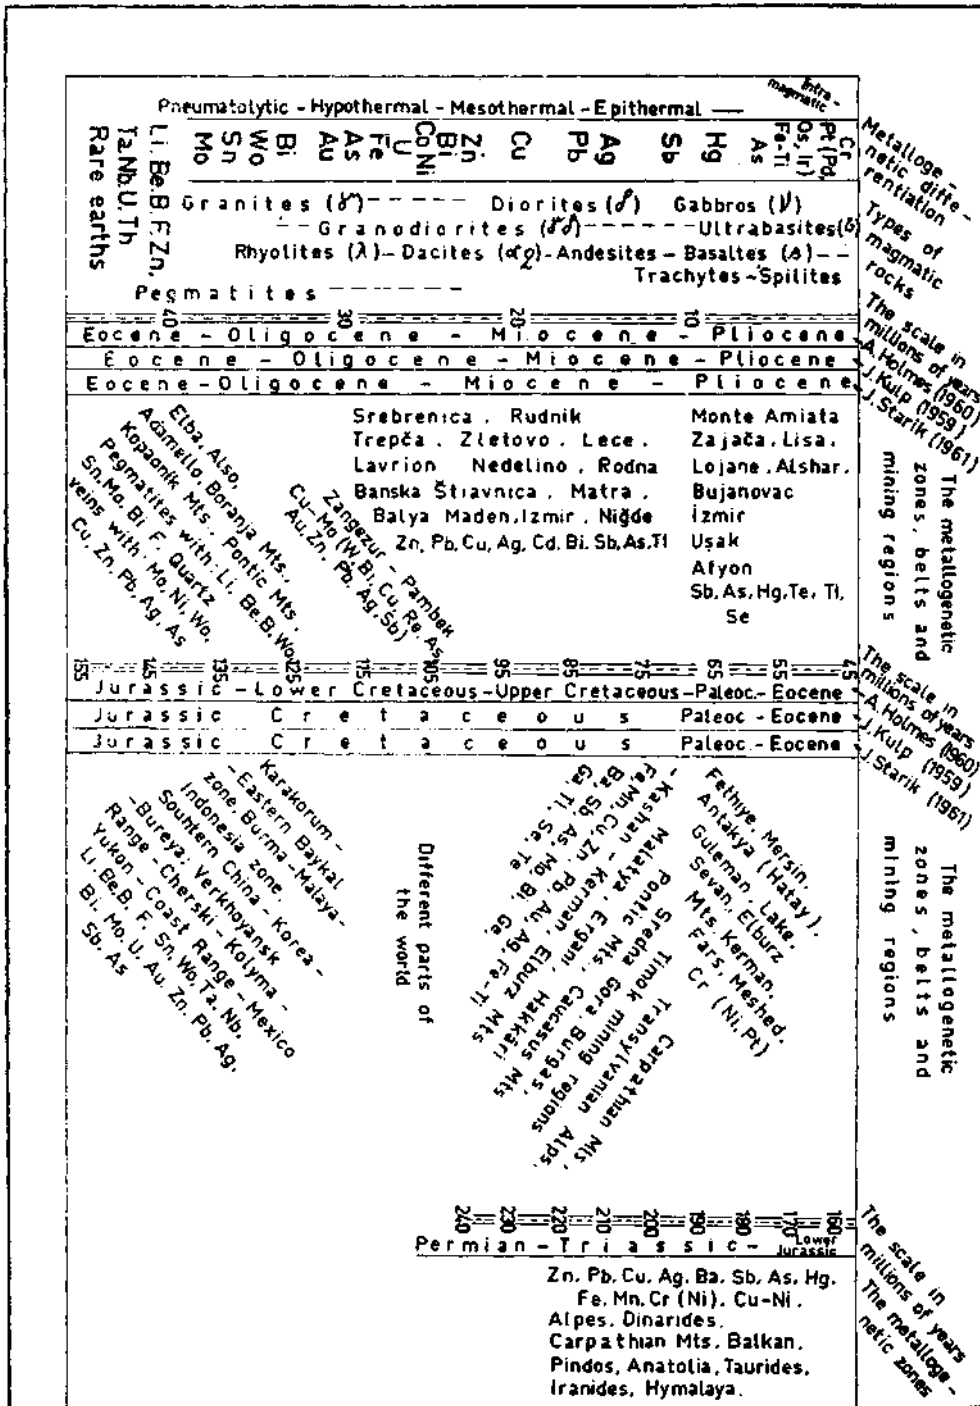 Pneumatolytic - Hypothermal - Mesothermal - Epithermal —
Intra-
magmatic
Rare earths
Ta,Nb,U,Th
Li,Be,B,F,Zn,
Mo
Sn
Wo
Bi
Au
As
Fe
U
Co Ni
Bi
Zn
Cu
Pb
Ag
Sb
Hg
As
Fe-Ti
Os, Ir)
Pt (Pd,
Cr
Metalloge-
netic diffe-
rentiation
Granites (γ)----- Diorites (δ) Gabbros (ν)
--Granodiorites (γδ)------Ultrabasites(σ)
Rhyolites (λ)-Dacites (αq)-Andesites-Basaltes (β)--
Trachytes-Spilites
Pegmatites -------
Types of
magmatic
rocks
40 30 20 10
The scale in
millions of years
Eocene - Oligocene - Miocene - Pliocene
A. Holmes (1960)
Eocene - Oligocene - Miocene - Pliocene
J. Kulp (1959)
Eocene - Oligocene - Miocene - Pliocene
J. Starik (1961)
Elba, Also,
Adamello, Boranja Mts.,
Kopaonik Mts., Pontic Mts.
Pegmatites with: Li, Be,B, Wo,
Sn,Mo, Bi F. Quartz
veins with: Mo, Ni, Wo,
Cu, Zn, Pb, Ag, As
Zangezur - Pambek
Cu-Mo (W,Bi, Cu, Re, As
Au, Zn, Pb, Ag, Sb)
Srebrenica, Rudnik
Trepča, Zletovo, Lece,
Lavrion Nedelino, Rodna
Banska Štiavnica, Matra,
Balya Maden,Izmir, Niğde
Zn, Pb,Cu, Ag, Cd, Bi, Sb,As,Tl
Monte Amiata
Zajača, Lisa,
Lojane, Alshar,
Bujanovac
İzmir
Uşak
Afyon
Sb, As, Hg,Te, Tl,
Se
The metallogenetic
zones, belts and
mining regions
155 145 135 125 115 105 95 85 75 65 55 45
The scale in
millions of years
Jurassic - Lower Cretaceous - Upper Cretaceous - Paleoc. - Eocene
A. Holmes (1960)
Jurassic Cretaceous Paleoc - Eocene
J. Kulp (1959)
Jurassic Cretaceous Paleoc - Eocene
J. Starik (1961)
Karakorum -
- Eastern Baykal
zone, Burma-Malaya-
Indonesia zone.
Souhtern China - Korea -
- Bureya, Verkhoyansk
Range - Cherski - Kolyma -
Yukon - Coast Range - Mexico
Li, Be,B, F, Sn, Wo, Ta, Nb,
Bi, Mo, U, Au, Zn, Pb, Ag,
Sb, As
Different parts of
the world
Carpathian Mts,
Transylvanian Alps,
Timok mining regions
Sredna Gora, Burgas,
Pontic Mts., Caucasus Mts
Malatya, Ergani, Hakkâri
- Kashan - Kerman, Elburz Mts
Fe,Mn, Cu, Zn, Pb, Au, Ag, Fe-Ti
Ba, Sb, As, Mo, Bi, Ge,
Ga, Tl, Se, Te
Fethiye, Mersin,
Antakya (Hatay),
Guleman, Lake,
Sevan, Elburz
Mts. Kerman,
Fars, Meshed.
Cr (Ni, Pt)
The metallogenetic
zones, belts and
mining regions
240 230 220 210 200 190 180 170 160
The scale in
millions of years
Permian - Triassic - Lower
Jurassic
Zn, Pb, Cu, Ag, Ba, Sb, As, Hg,
Fe, Mn, Cr (Ni), Cu-Ni,
Alpes, Dinarides,
Carpathian Mts, Balkan,
Pindos, Anatolia, Taurides,
Iranides, Hymalaya.
The metalloge-
netic zones